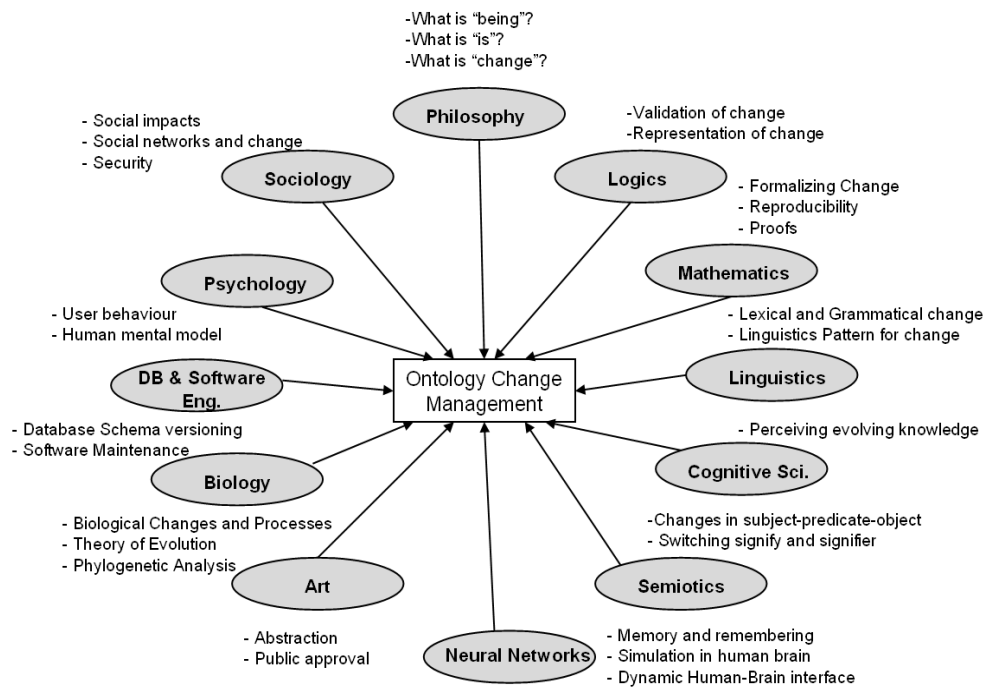 -What is “being”?
-What is “is”?
-What is “change”?
Philosophy
- Social impacts
- Social networks and change
- Security
Sociology
-Validation of change
-Representation of change
Logics
- Formalizing Change
- Reproducibility
- Proofs
Mathematics
Psychology
- User behaviour
- Human mental model
- Lexical and Grammatical change
- Linguistics Pattern for change
Linguistics
DB & Software
Eng.
- Database Schema versioning
- Software Maintenance
Ontology Change
Management
- Perceiving evolving knowledge
Cognitive Sci.
Biology
- Biological Changes and Processes
- Theory of Evolution
- Phylogenetic Analysis
-Changes in subject-predicate-object
- Switching signify and signifier
Semiotics
Art
- Abstraction
- Public approval
Neural Networks
- Memory and remembering
- Simulation in human brain
- Dynamic Human-Brain interface